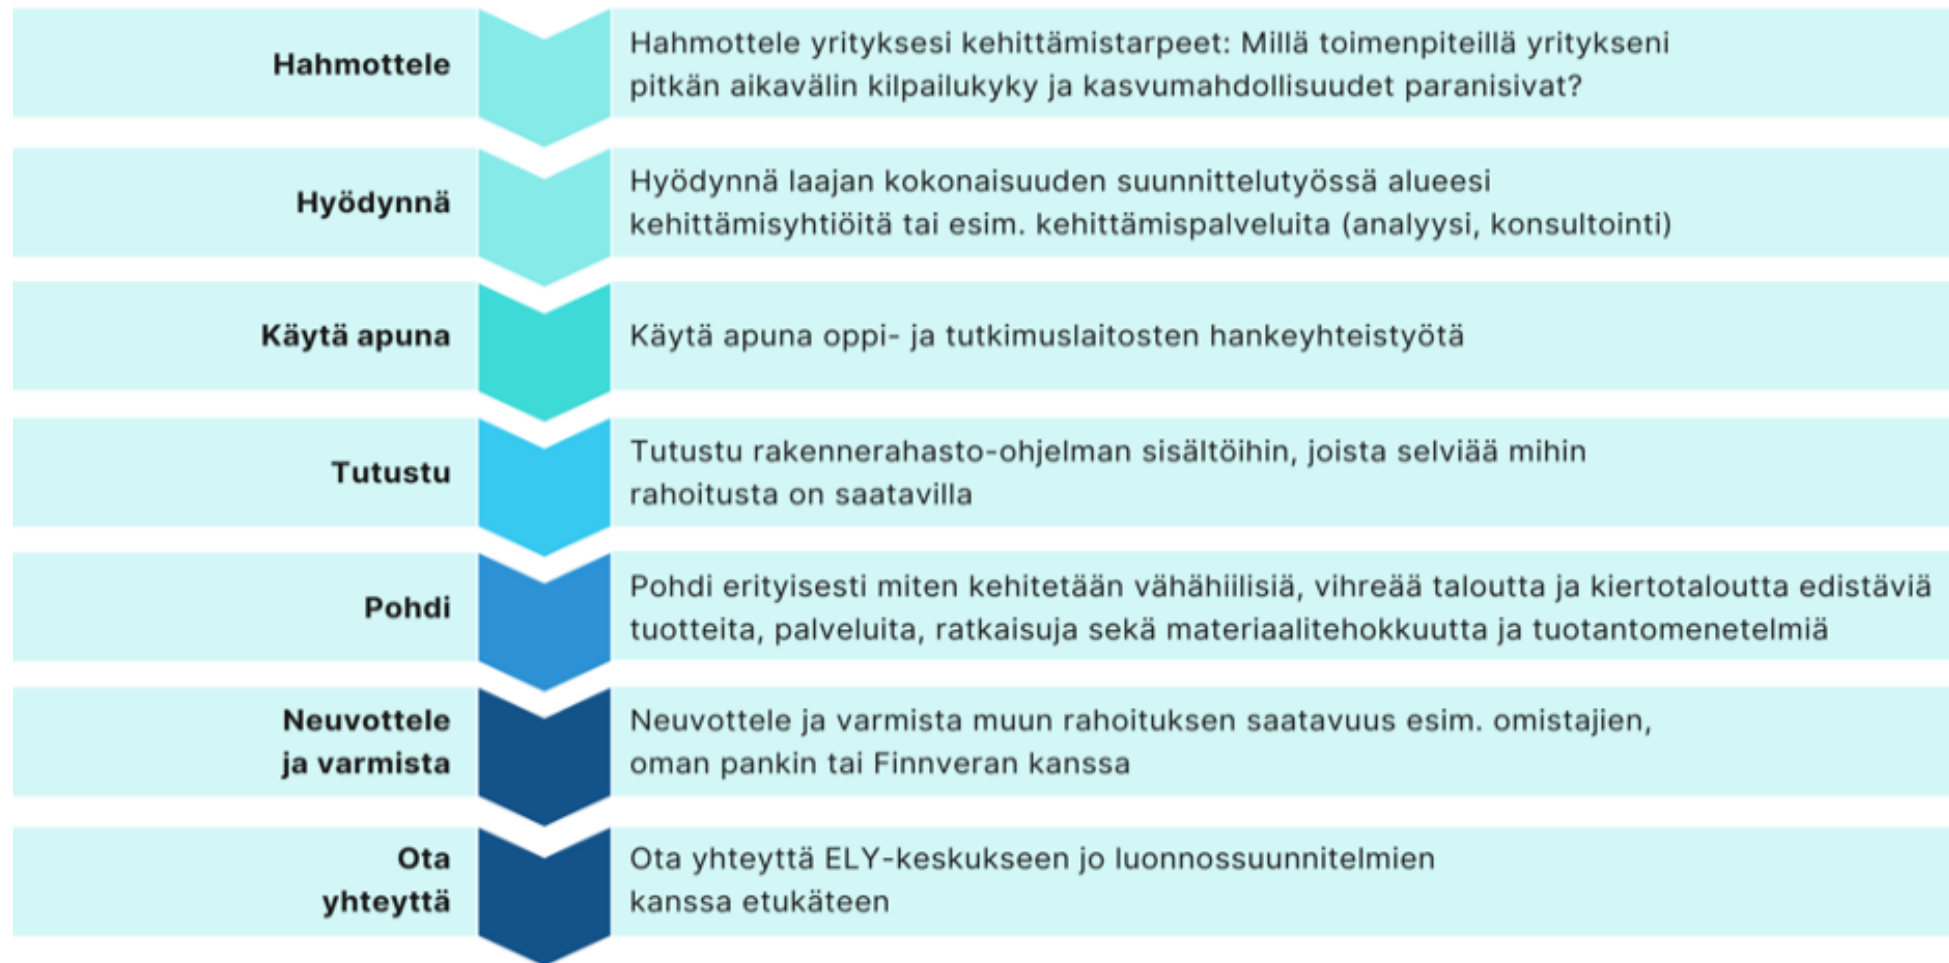 Hahmottele
Hahmottele yrityksesi kehittämistarpeet: Millä toimenpiteillä yritykseni
pitkän aikavälin kilpailukyky ja kasvumahdollisuudet paranisivat?
Hyödynnä
Hyödynnä laajan kokonaisuuden suunnittelutyössä alueesi
kehittämisyhtiöitä tai esim. kehittämispalveluita (analyysi, konsultointi)
Käytä apuna
Käytä apuna oppi- ja tutkimuslaitosten hankeyhteistyötä
Tutustu
Tutustu rakennerahasto-ohjelman sisältöihin, joista selviää mihin
rahoitusta on saatavilla
Pohdi
Pohdi erityisesti miten kehitetään vähähiilisiä, vihreää taloutta ja kiertotaloutta edistäviä
tuotteita, palveluita, ratkaisuja sekä materiaalitehokkuutta ja tuotantomenetelmiä
Neuvottele
ja varmista
Neuvottele ja varmista muun rahoituksen saatavuus esim. omistajien,
oman pankin tai Finnveran kanssa
Ota
yhteyttä
Ota yhteyttä ELY-keskukseen jo luonnossuunnitelmien
kanssa etukäteen